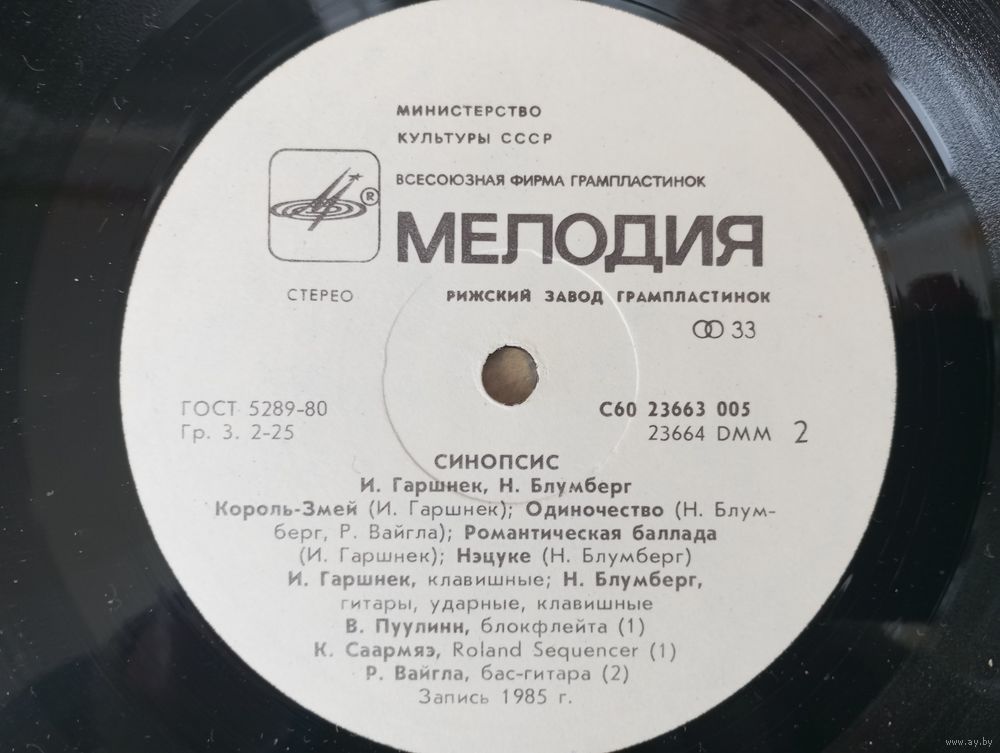 МИНИСТЕРСТВО
КУЛЬТУРЫ СССР
ВСЕСОЮЗНАЯ ФИРМА ГРАМПЛАСТИНОК
®
МЕЛОДИЯ
СТЕРЕО
РИЖСКИЙ ЗАВОД ГРАМПЛАСТИНОК
33
ГОСТ 5289-80
Гр. 3. 2-25
С60 23663 005
23664 DMM 2
СИНОПСИС
И. Гаршнек, Н. Блумберг
Король-Змей (И. Гаршнек); Одиночество (Н. Блум-
берг, Р. Вайгла); Романтическая баллада
(И. Гаршнек); Нэцуке (Н. Блумберг)
И. Гаршнек, клавишные; Н. Блумберг,
гитары, ударные, клавишные
В. Пуулинн, блокфлейта (1)
К. Саармяэ, Roland Sequencer (1)
Р. Вайгла, бас-гитара (2)
Запись 1985 г.
www.ay.by